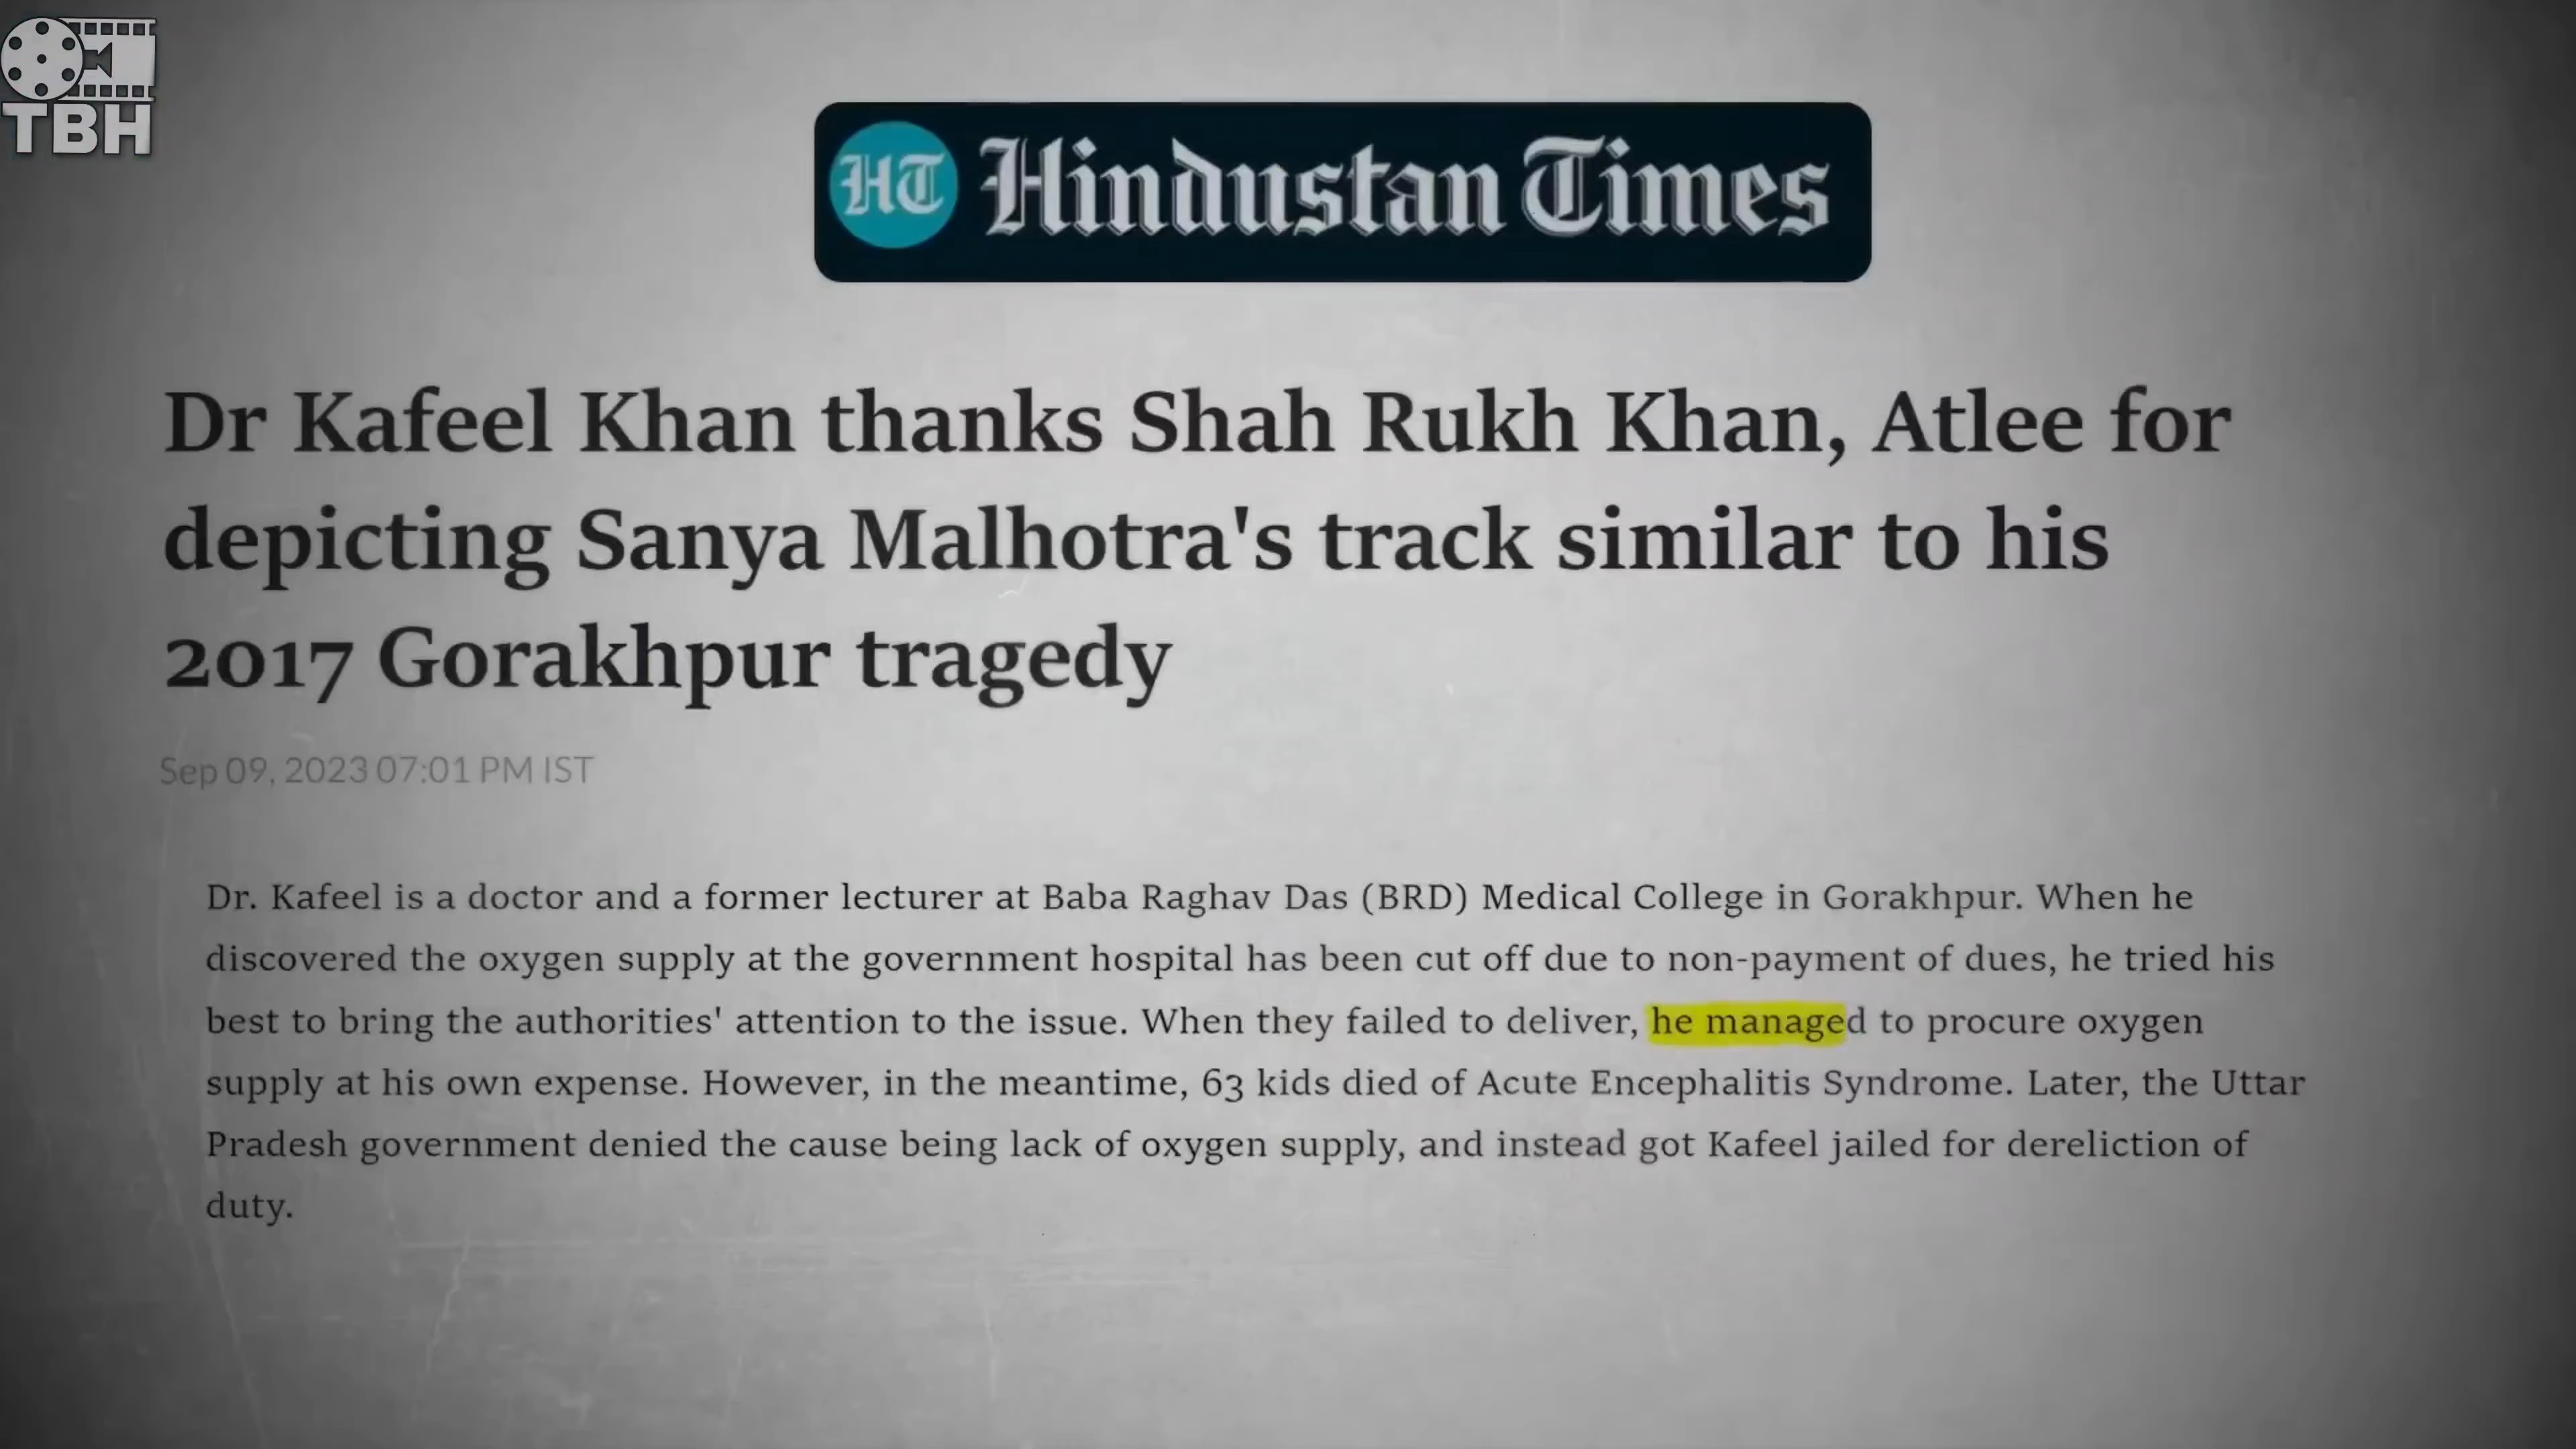 TBH
HT Hindustan Times
Dr Kafeel Khan thanks Shah Rukh Khan, Atlee for
depicting Sanya Malhotra's track similar to his
2017 Gorakhpur tragedy
Sep 09, 2023 07:01 PM IST
Dr. Kafeel is a doctor and a former lecturer at Baba Raghav Das (BRD) Medical College in Gorakhpur. When he
discovered the oxygen supply at the government hospital has been cut off due to non-payment of dues, he tried his
best to bring the authorities' attention to the issue. When they failed to deliver, he managed to procure oxygen
supply at his own expense. However, in the meantime, 63 kids died of Acute Encephalitis Syndrome. Later, the Uttar
Pradesh government denied the cause being lack of oxygen supply, and instead got Kafeel jailed for dereliction of
duty.